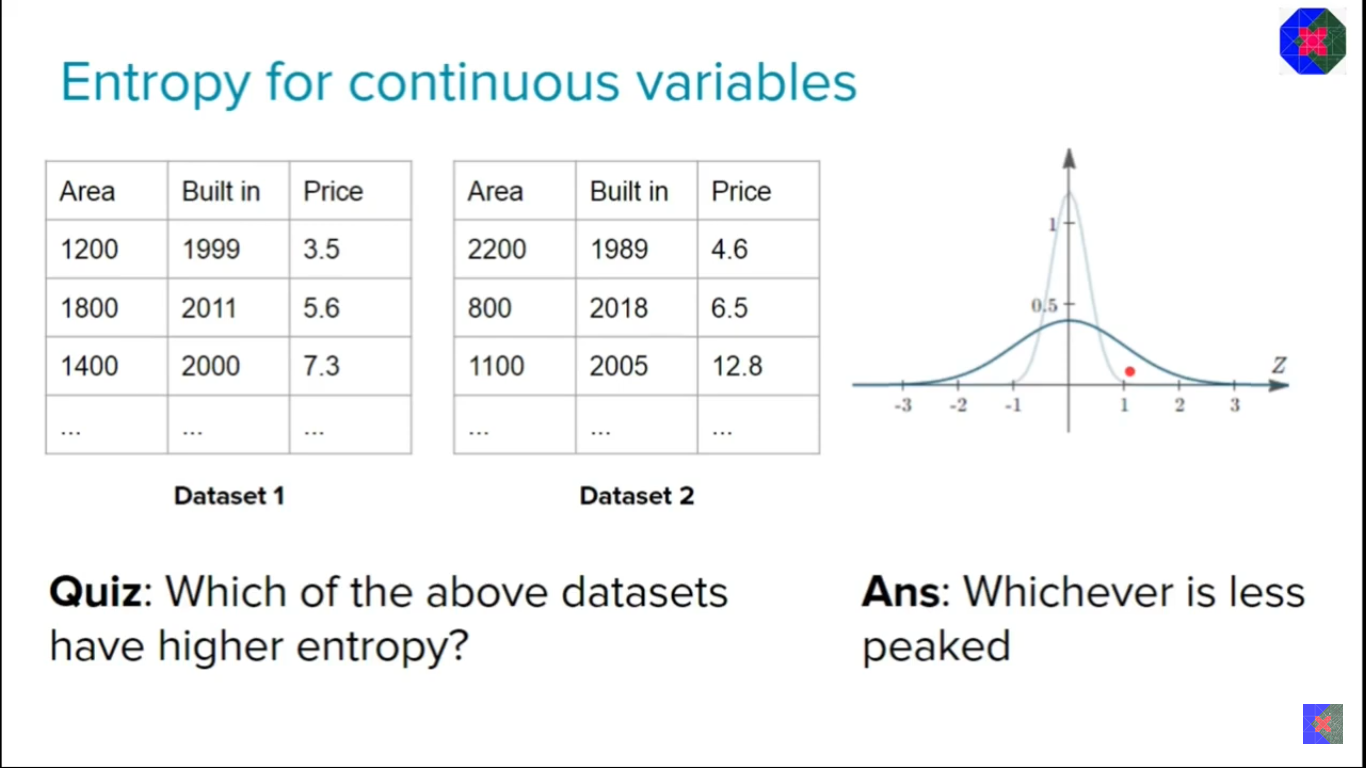 Entropy for continuous variables
Area Built in Price
1200 1999 3.5
1800 2011 5.6
1400 2000 7.3
... ... ...
Dataset 1
Area Built in Price
2200 1989 4.6
800 2018 6.5
1100 2005 12.8
... ... ...
Dataset 2
1
0.5
Z
-3 -2 -1 1 2 3
Quiz: Which of the above datasets
have higher entropy?
Ans: Whichever is less
peaked